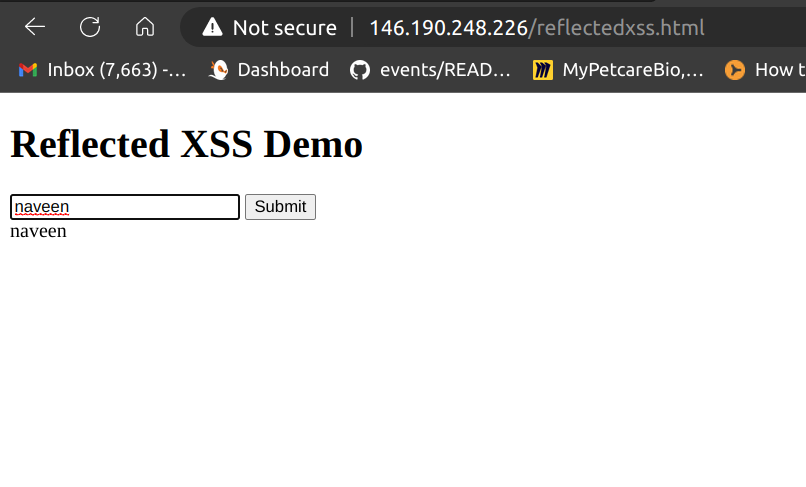 Not secure | 146.190.248.226/reflectedxss.html
Inbox (7,663) -... Dashboard events/READ... MyPetcareBio,... How t
Reflected XSS Demo
naveen Submit
naveen